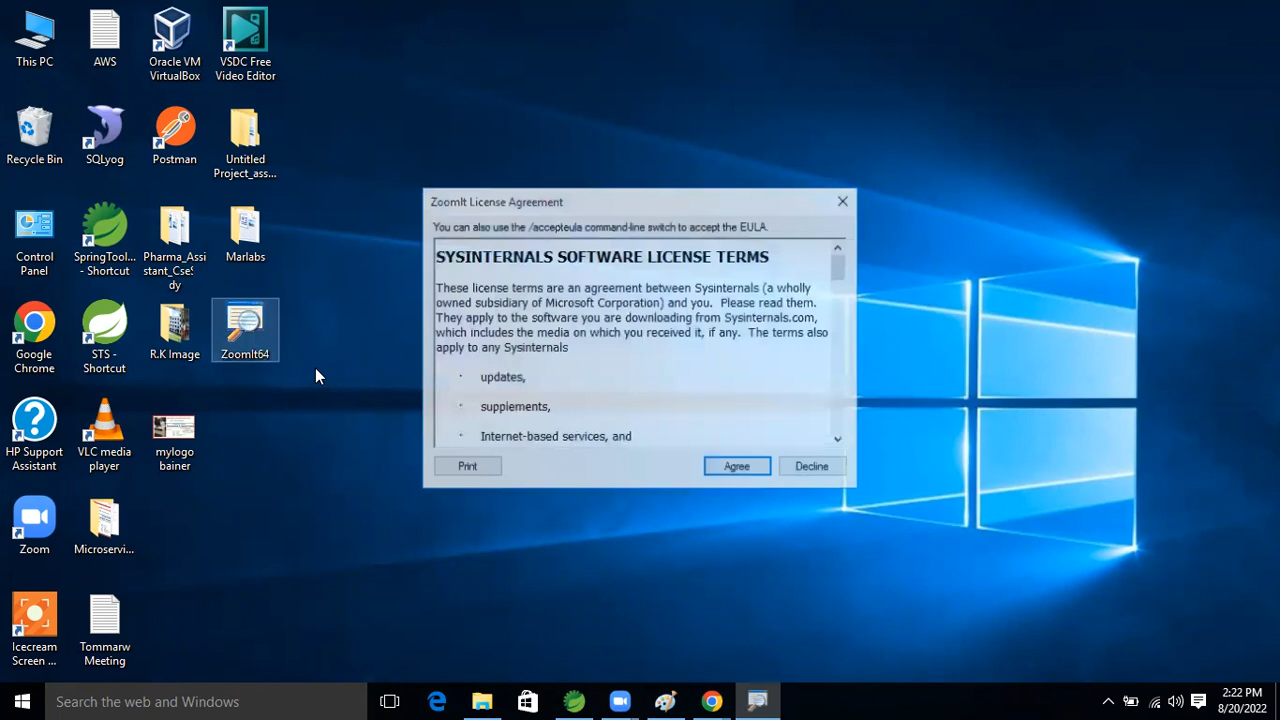 This PC
AWS
Oracle VM
VirtualBox
VSDC Free
Video Editor
Recycle Bin
SQLyog
Postman
Untitled
Project_ass...
Control
Panel
SpringTool...
- Shortcut
Pharma_Assi
stant_CseS
dy
Marlabs
Google
Chrome
STS -
Shortcut
R.K Image
ZoomIt64
HP Support
Assistant
VLC media
player
mylogo
bainer
Zoom
Microservi...
Icecream
Screen ...
Tommarw
Meeting
ZoomIt License Agreement
You can also use the /accepteula command-line switch to accept the EULA.
SYSINTERNALS SOFTWARE LICENSE TERMS
These license terms are an agreement between Sysinternals (a wholly
owned subsidiary of Microsoft Corporation) and you. Please read them.
They apply to the software you are downloading from Sysinternals.com,
which includes the media on which you received it, if any. The terms also
apply to any Sysinternals
· updates,
· supplements,
· Internet-based services, and
Print
Agree
Decline
Search the web and Windows
2:22 PM
8/20/2022